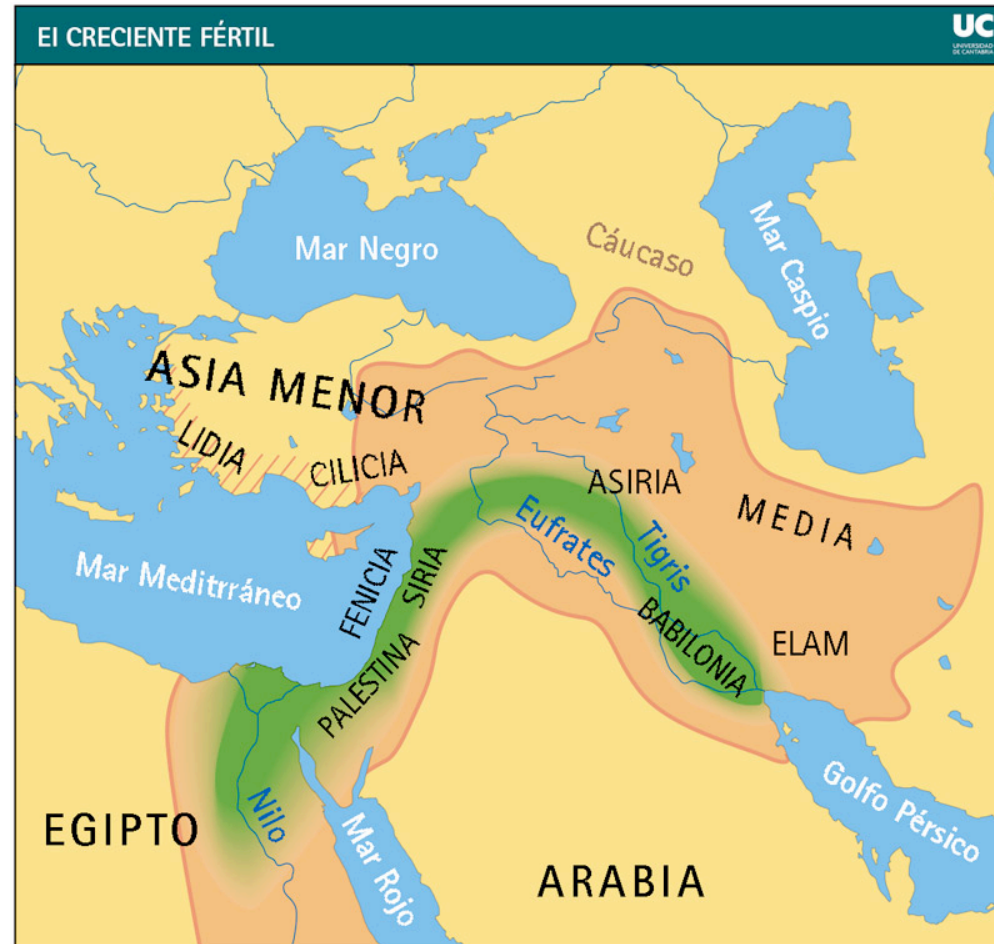 El CRECIENTE FÉRTIL
UC
UNIVERSIDAD
DE CANTABRIA
Mar Negro
Cáucaso
Mar Caspio
ASIA MENOR
LIDIA
CILICIA
ASIRIA
MEDIA
Eufrates
Tigris
Mar Meditrráneo
FENICIA
SIRIA
PALESTINA
BABILONIA
ELAM
Golfo Pérsico
EGIPTO
Nilo
Mar Rojo
ARABIA